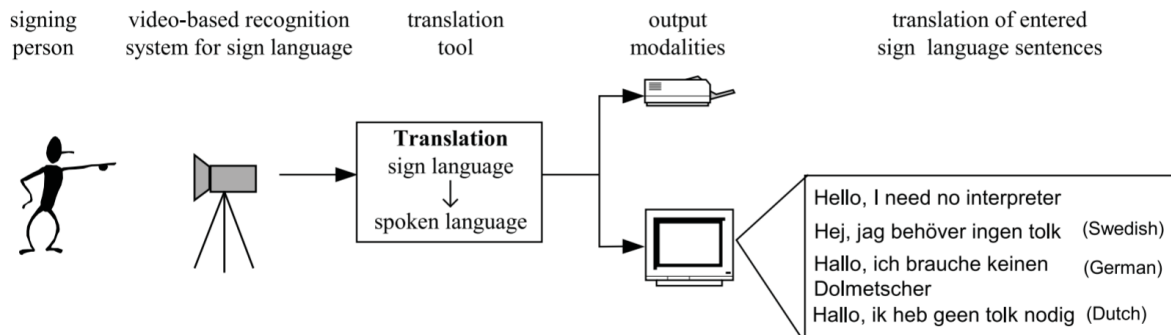 signing
person
video-based recognition
system for sign language
translation
tool
output
modalities
translation of entered
sign language sentences
Translation
sign language
spoken language
Hello, I need no interpreter
Hej, jag behöver ingen tolk (Swedish)
Hallo, ich brauche keinen (German)
Dolmetscher
Hallo, ik heb geen tolk nodig (Dutch)